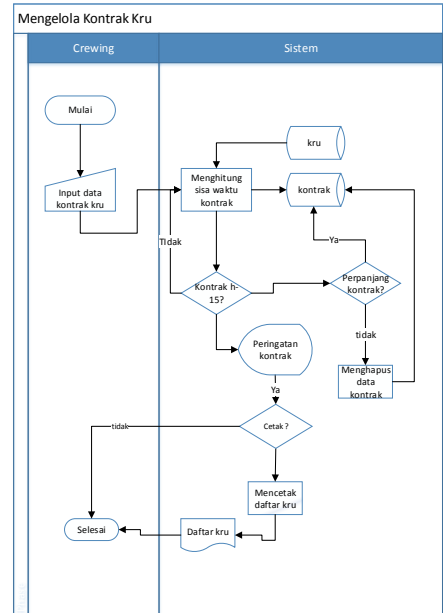 Mengelola Kontrak Kru
Crewing
Sistem
Mulai
kru
Input data
kontrak kru
Menghitung
sisa waktu
kontrak
kontrak
TIdak
Ya
Kontrak h-
15?
Perpanjang
kontrak?
Peringatan
kontrak
tidak
Menghapus
data
kontrak
Ya
Cetak ?
tidak
Mencetak
daftar kru
Selesai
Daftar kru